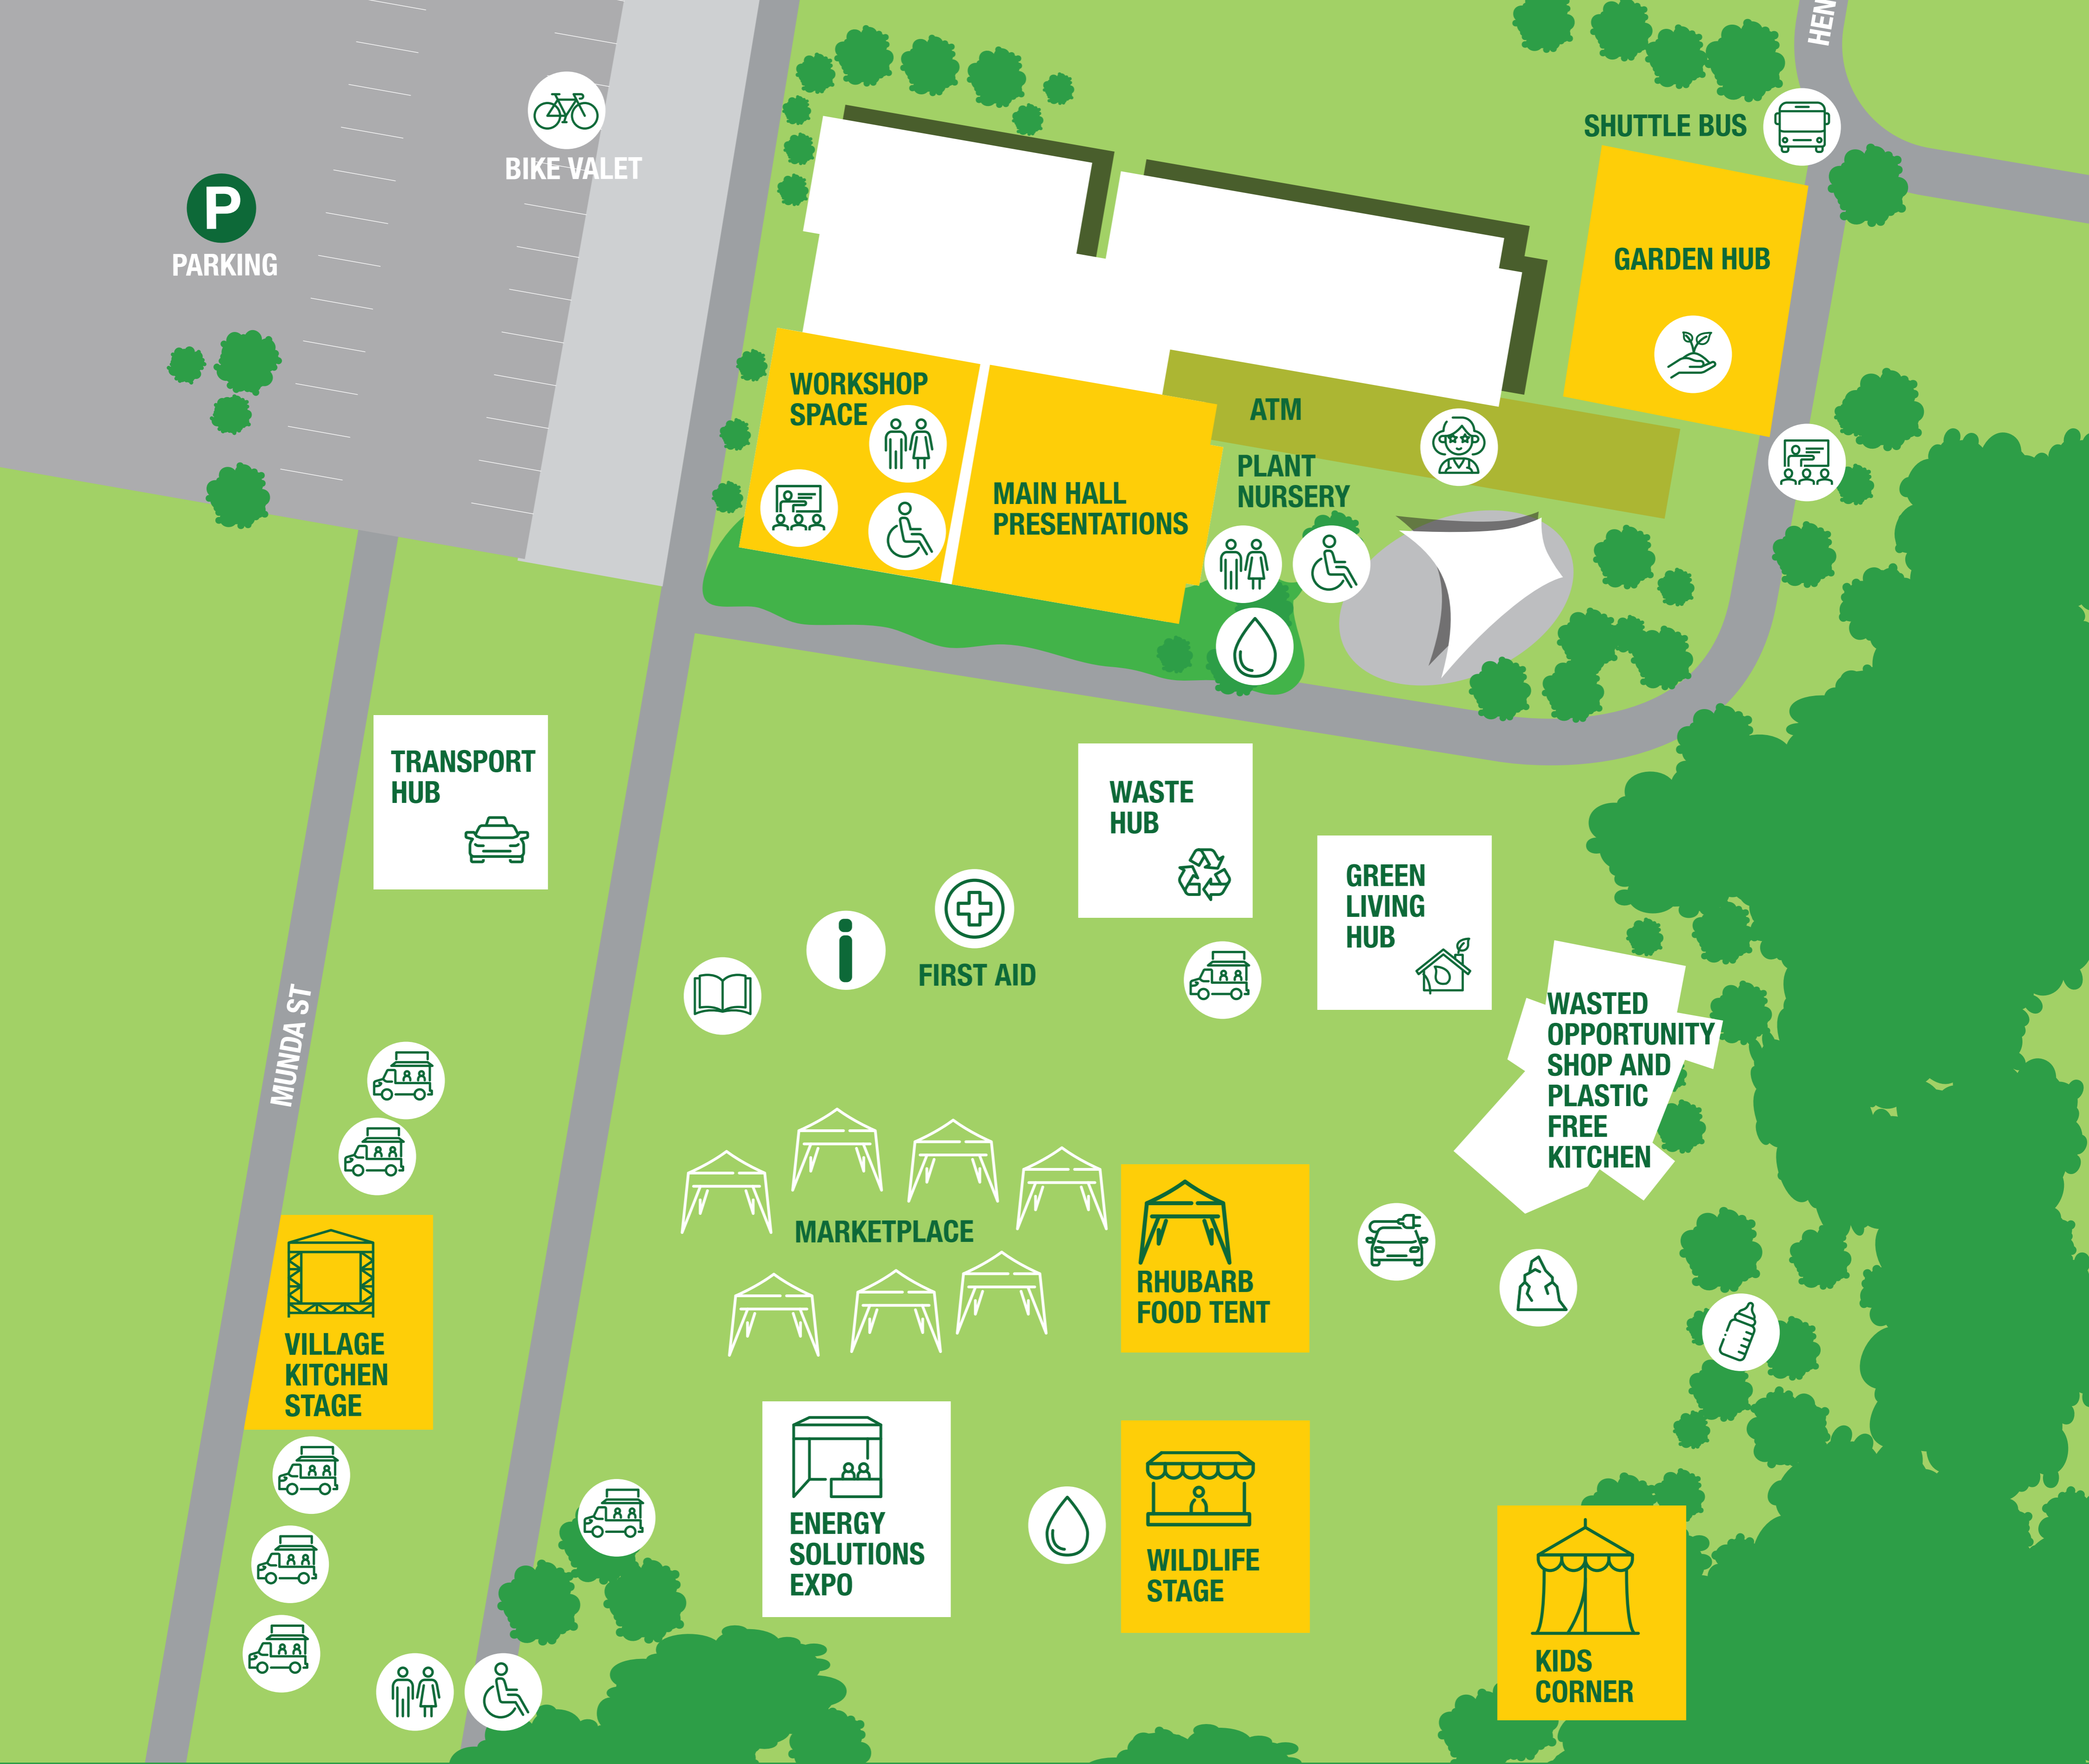 HEN
SHUTTLE BUS
BIKE VALET
P
PARKING
GARDEN HUB
WORKSHOP
SPACE
ATM
PLANT
NURSERY
MAIN HALL
PRESENTATIONS
TRANSPORT
HUB
WASTE
HUB
GREEN
LIVING
HUB
i
FIRST AID
WASTED
OPPORTUNITY
SHOP AND
PLASTIC
FREE
KITCHEN
MUNDA ST
MARKETPLACE
RHUBARB
FOOD TENT
VILLAGE
KITCHEN
STAGE
ENERGY
SOLUTIONS
EXPO
WILDLIFE
STAGE
KIDS
CORNER